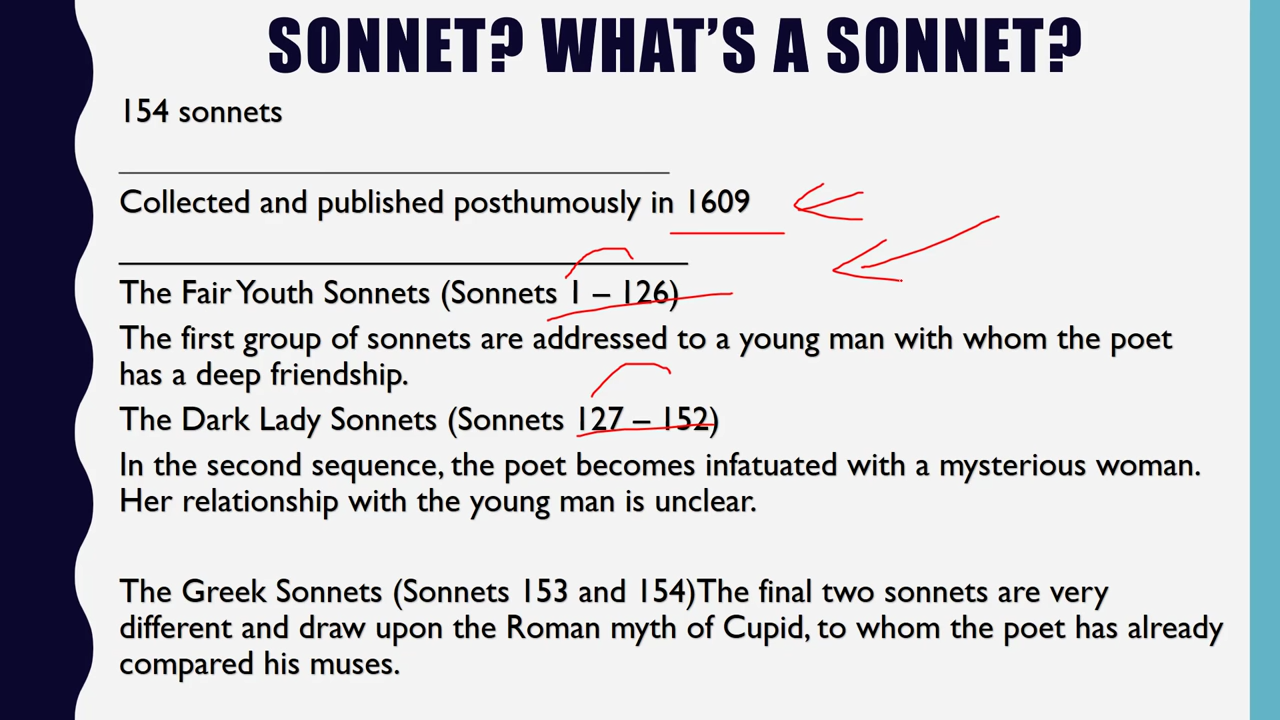 SONNET? WHAT'S A SONNET?
154 sonnets
Collected and published posthumously in 1609
The Fair Youth Sonnets (Sonnets 1 – 126)
The first group of sonnets are addressed to a young man with whom the poet
has a deep friendship.
The Dark Lady Sonnets (Sonnets 127 – 152)
In the second sequence, the poet becomes infatuated with a mysterious woman.
Her relationship with the young man is unclear.
The Greek Sonnets (Sonnets 153 and 154)The final two sonnets are very
different and draw upon the Roman myth of Cupid, to whom the poet has already
compared his muses.